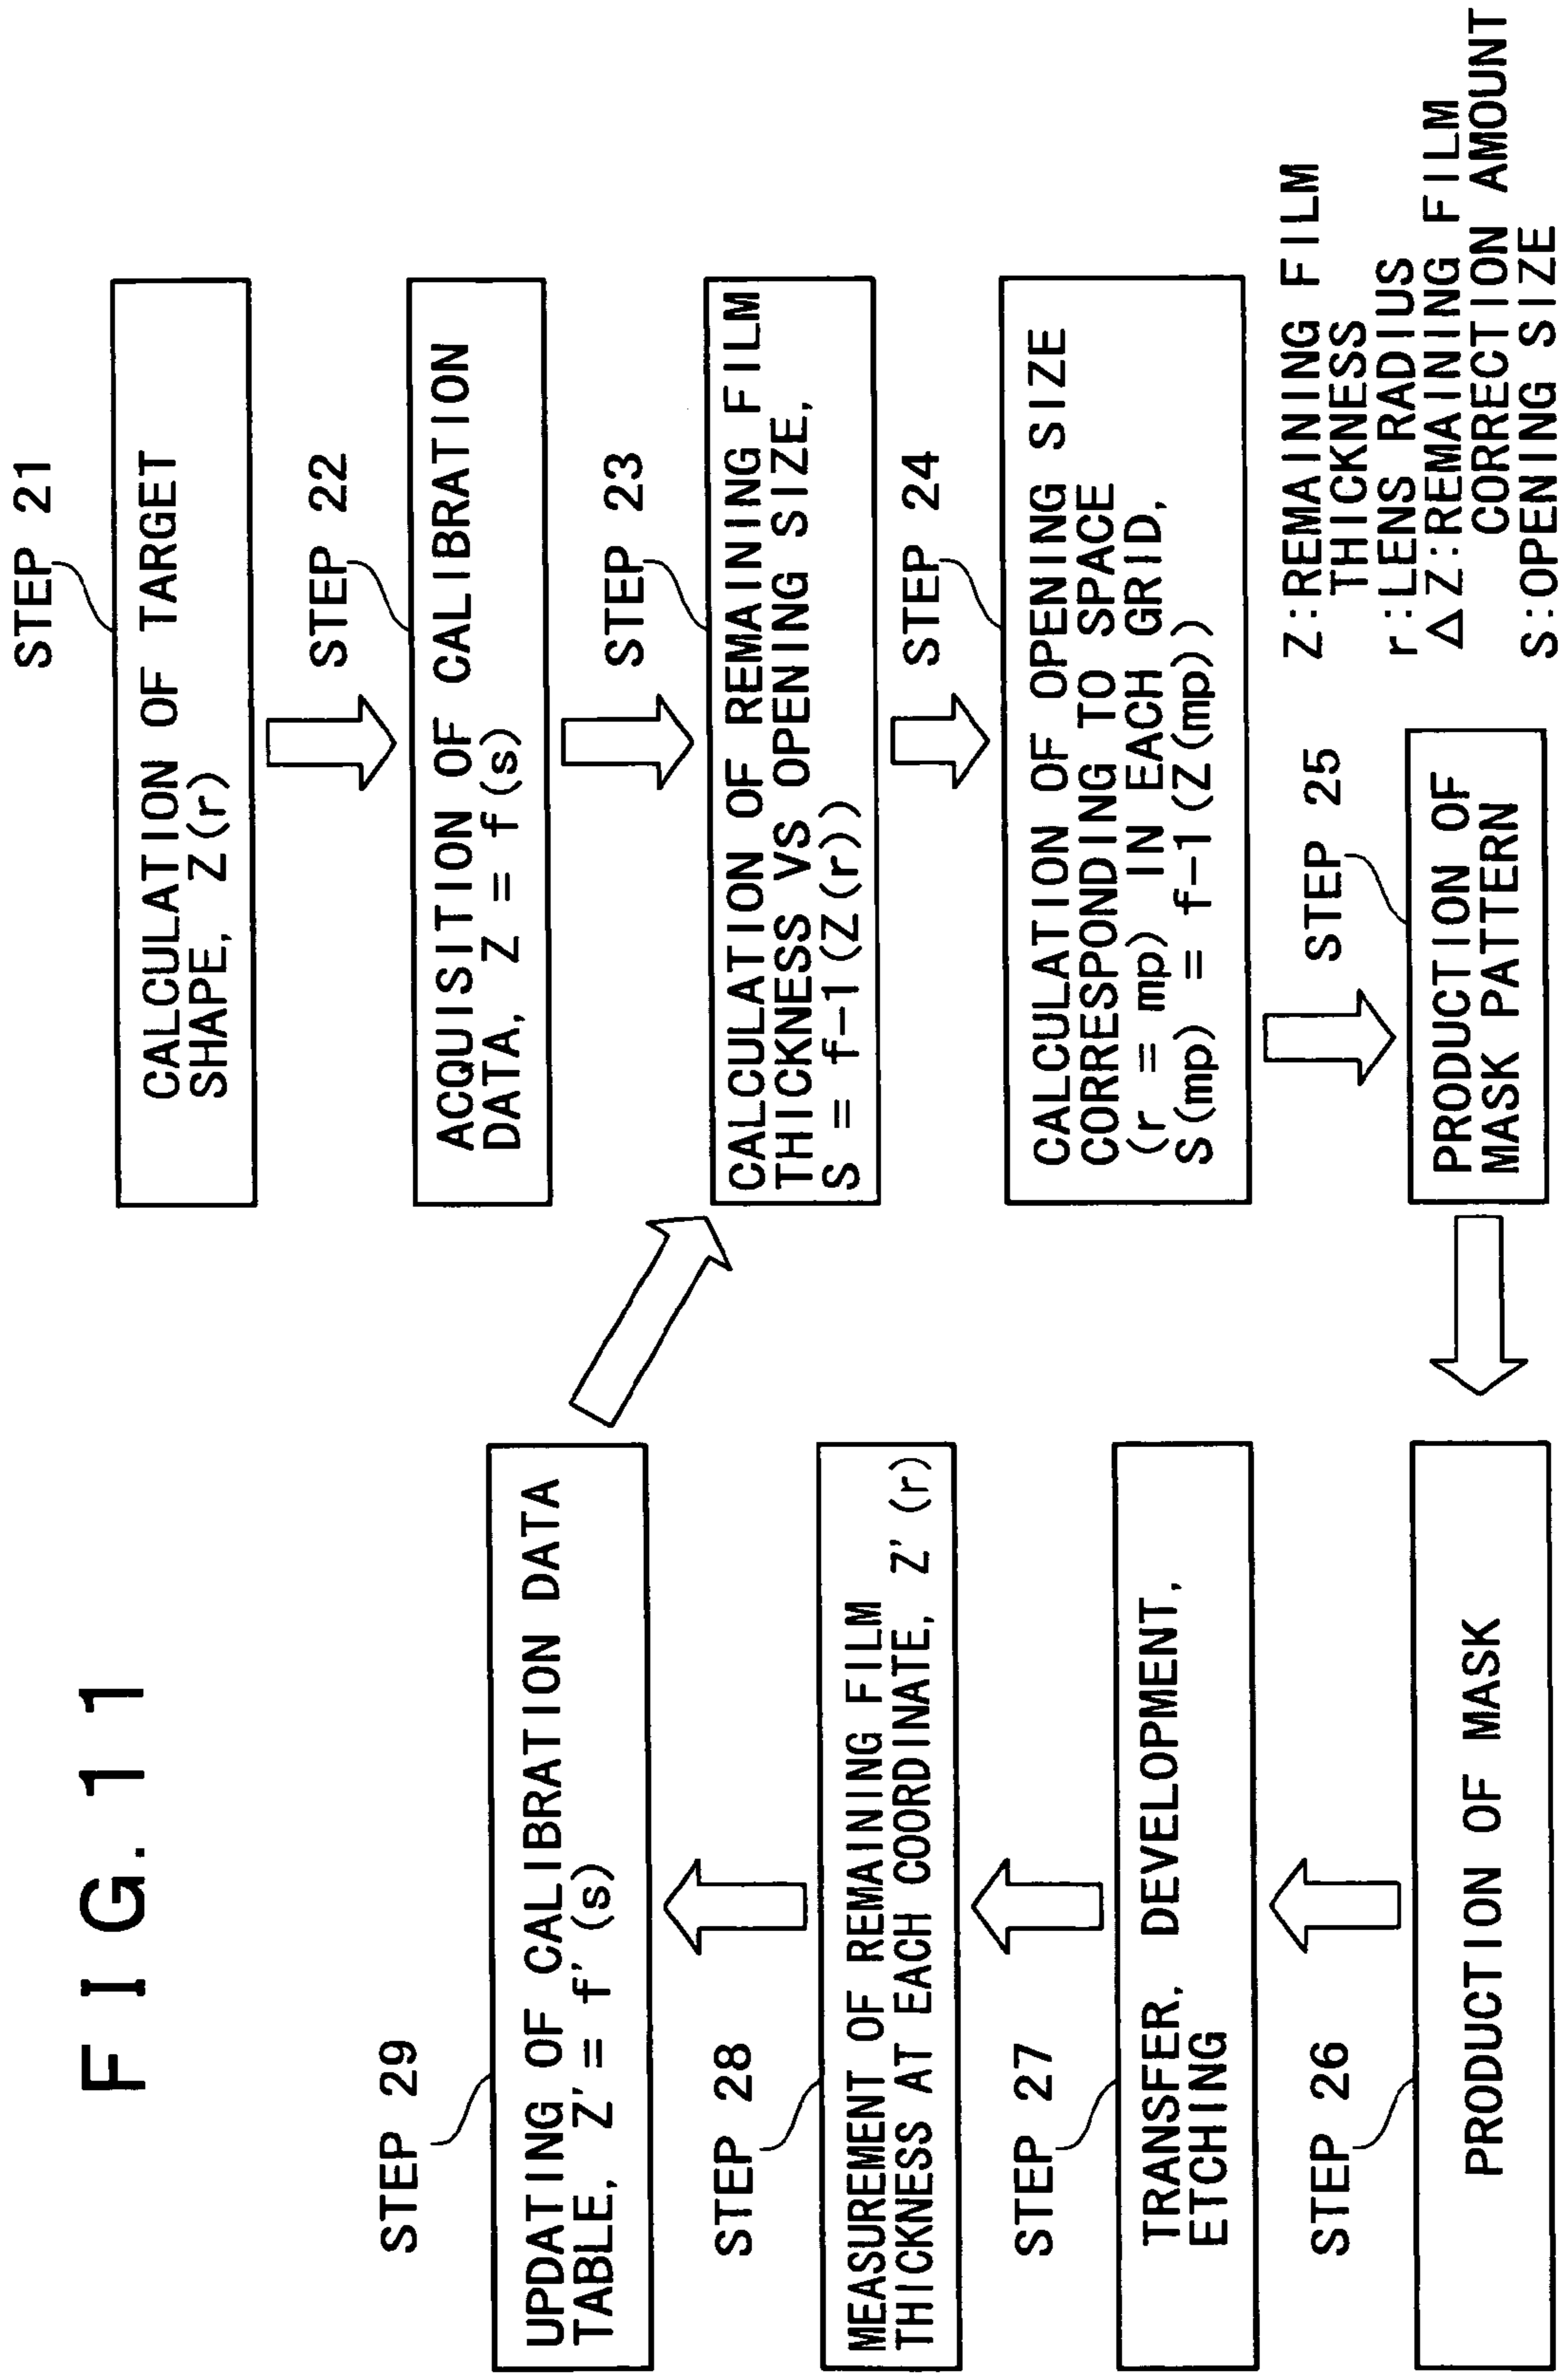 FIG. 11
STEP 21
CALCULATION OF TARGET
SHAPE, Z(r)
STEP 22
ACQUISITION OF CALIBRATION
DATA, Z = f(s)
STEP 23
CALCULATION OF REMAINING FILM
THICKNESS VS OPENING SIZE,
S = f-1(Z(r))
STEP 24
CALCULATION OF OPENING SIZE
CORRESPONDING TO SPACE
(r = mp) IN EACH GRID,
S(mp) = f-1(Z(mp))
STEP 25
PRODUCTION OF
MASK PATTERN
STEP 26
PRODUCTION OF MASK
STEP 27
TRANSFER, DEVELOPMENT,
ETCHING
STEP 28
MEASUREMENT OF REMAINING FILM
THICKNESS AT EACH COORDINATE, Z'(r)
STEP 29
UPDATING OF CALIBRATION DATA
TABLE, Z' = f'(s)
Z:REMAINING FILM
THICKNESS
r:LENS RADIUS
ΔZ:REMAINING FILM
CORRECTION AMOUNT
S:OPENING SIZE